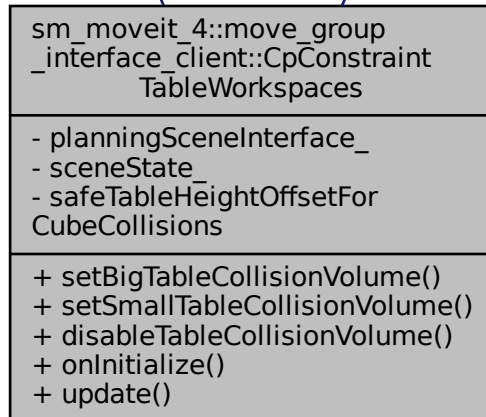 sm_moveit_4::move_group
_interface_client::CpConstraint
TableWorkspaces
- planningSceneInterface_
- sceneState_
- safeTableHeightOffsetFor
CubeCollisions
+ setBigTableCollisionVolume()
+ setSmallTableCollisionVolume()
+ disableTableCollisionVolume()
+ onInitialize()
+ update()